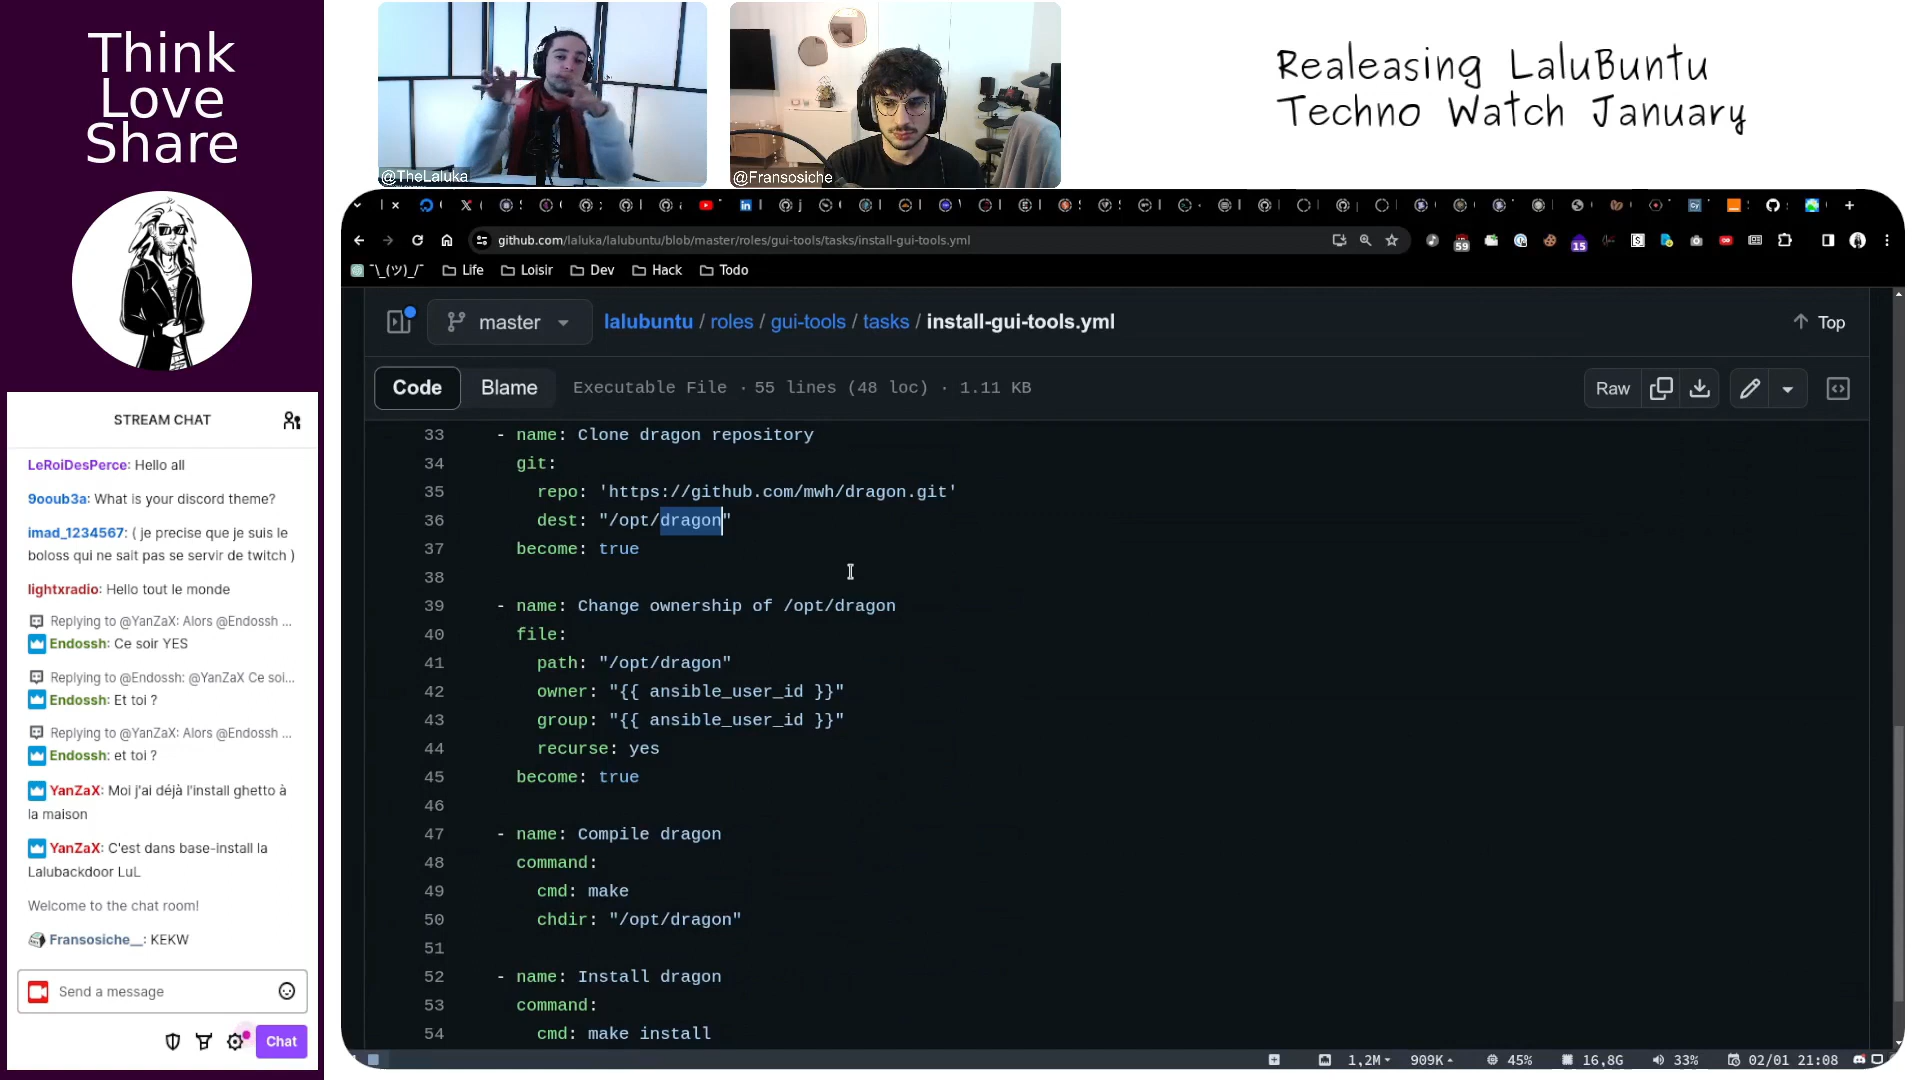 Think
Love
Share
@TheLaluka
@Fransosiche
Realeasing LaluBuntu
Techno Watch January
github.com/laluka/lalubuntu/blob/master/roles/gui-tools/tasks/install-gui-tools.yml
59
15
¯\_(ツ)_/¯
Life
Loisir
Dev
Hack
Todo
master
lalubuntu / roles / gui-tools / tasks / install-gui-tools.yml
Top
Code
Blame
Executable File · 55 lines (48 loc) · 1.11 KB
Raw
33 - name: Clone dragon repository
34 git:
35 repo: 'https://github.com/mwh/dragon.git'
36 dest: "/opt/dragon"
37 become: true
38
39 - name: Change ownership of /opt/dragon
40 file:
41 path: "/opt/dragon"
42 owner: "{{ ansible_user_id }}"
43 group: "{{ ansible_user_id }}"
44 recurse: yes
45 become: true
46
47 - name: Compile dragon
48 command:
49 cmd: make
50 chdir: "/opt/dragon"
51
52 - name: Install dragon
53 command:
54 cmd: make install
1,2M
909K
45%
16,8G
33%
02/01 21:08
STREAM CHAT
LeRoiDesPerce: Hello all
9ooub3a: What is your discord theme?
imad_1234567: ( je precise que je suis le
boloss qui ne sait pas se servir de twitch )
lightxradio: Hello tout le monde
Replying to @YanZaX: Alors @Endossh ...
Endossh: Ce soir YES
Replying to @Endossh: @YanZaX Ce soi...
Endossh: Et toi ?
Replying to @YanZaX: Alors @Endossh ...
Endossh: et toi ?
YanZaX: Moi j'ai déjà l'install ghetto à
la maison
YanZaX: C'est dans base-install la
Lalubackdoor LuL
Welcome to the chat room!
Fransosiche__: KEKW
Send a message
Chat